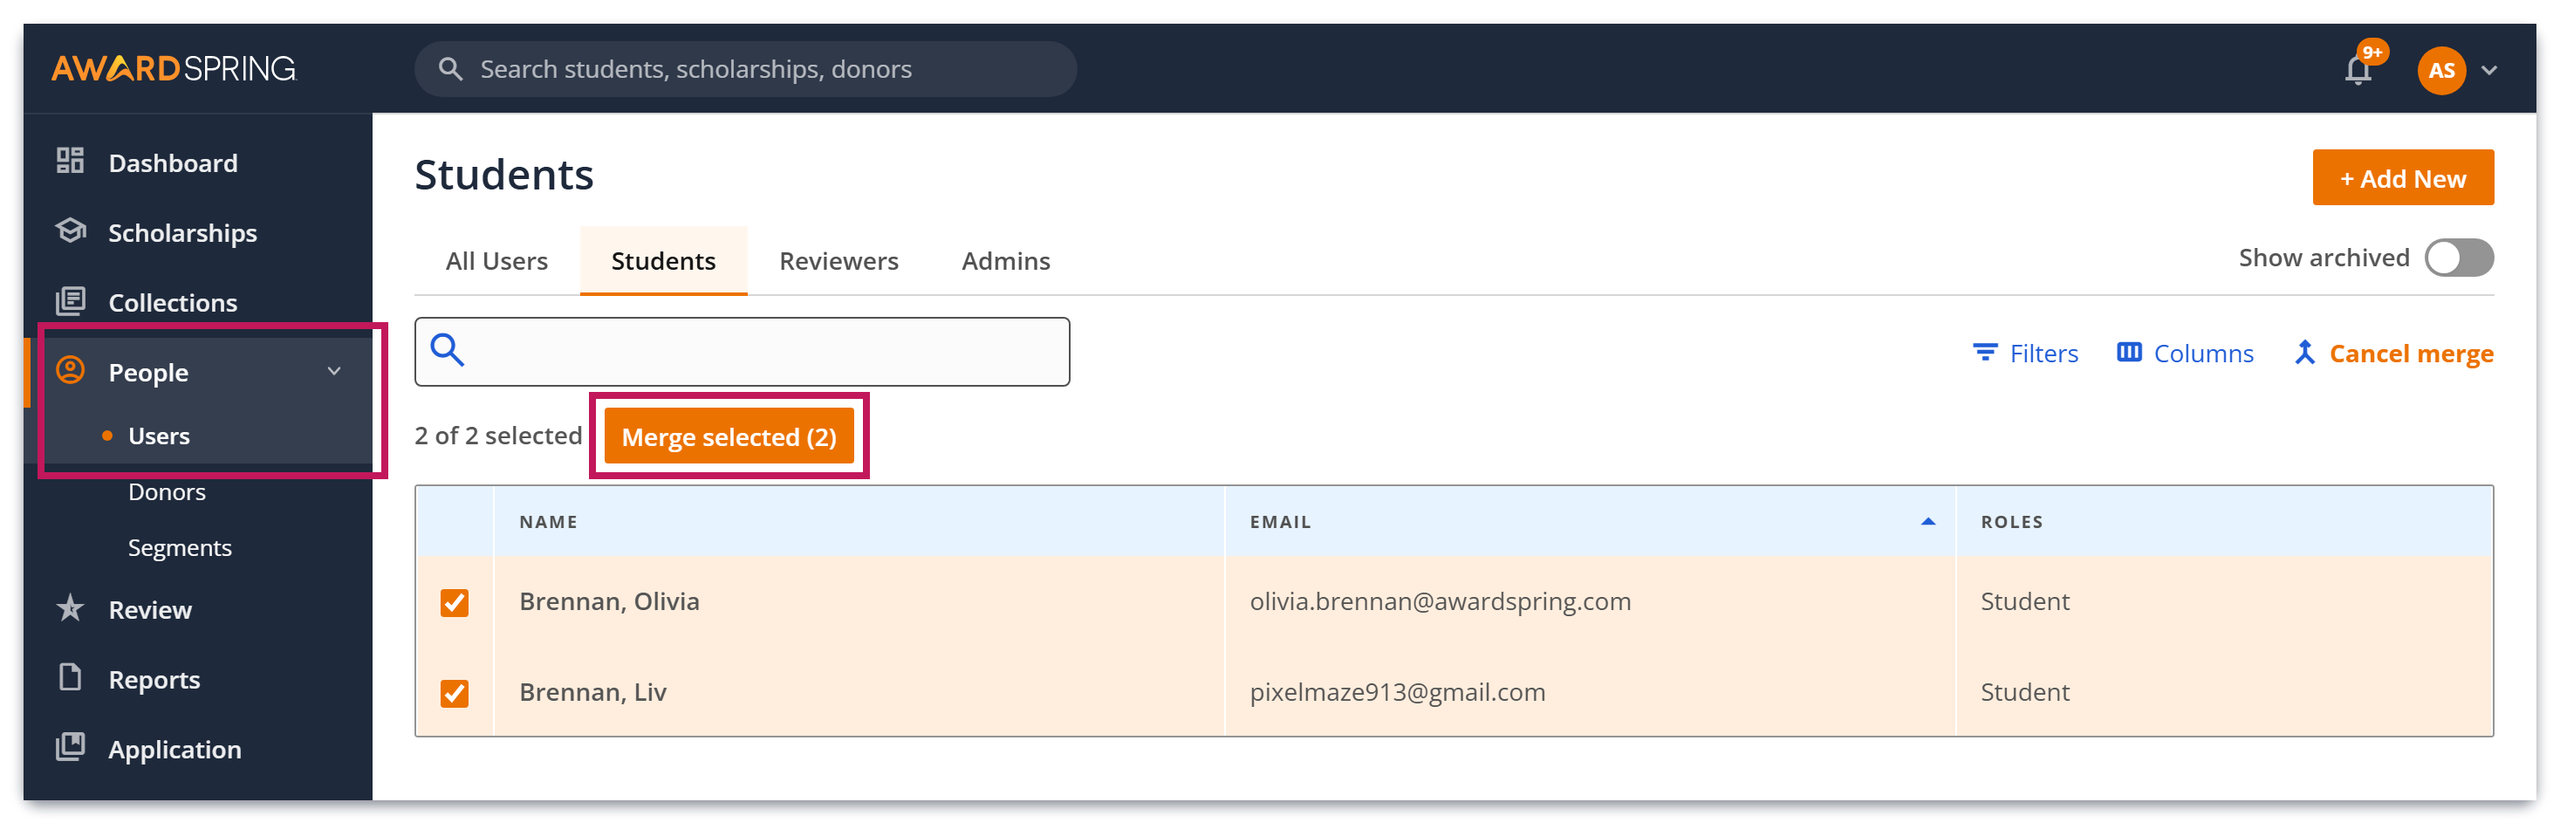 AWARDSPRING
Search students, scholarships, donors
9+
AS
Dashboard
Scholarships
Collections
People
Users
Donors
Segments
Review
Reports
Application
Students
+ Add New
All Users Students Reviewers Admins
Show archived
Filters Columns Cancel merge
2 of 2 selected Merge selected (2)
NAME EMAIL ROLES
Brennan, Olivia olivia.brennan@awardspring.com Student
Brennan, Liv pixelmaze913@gmail.com Student